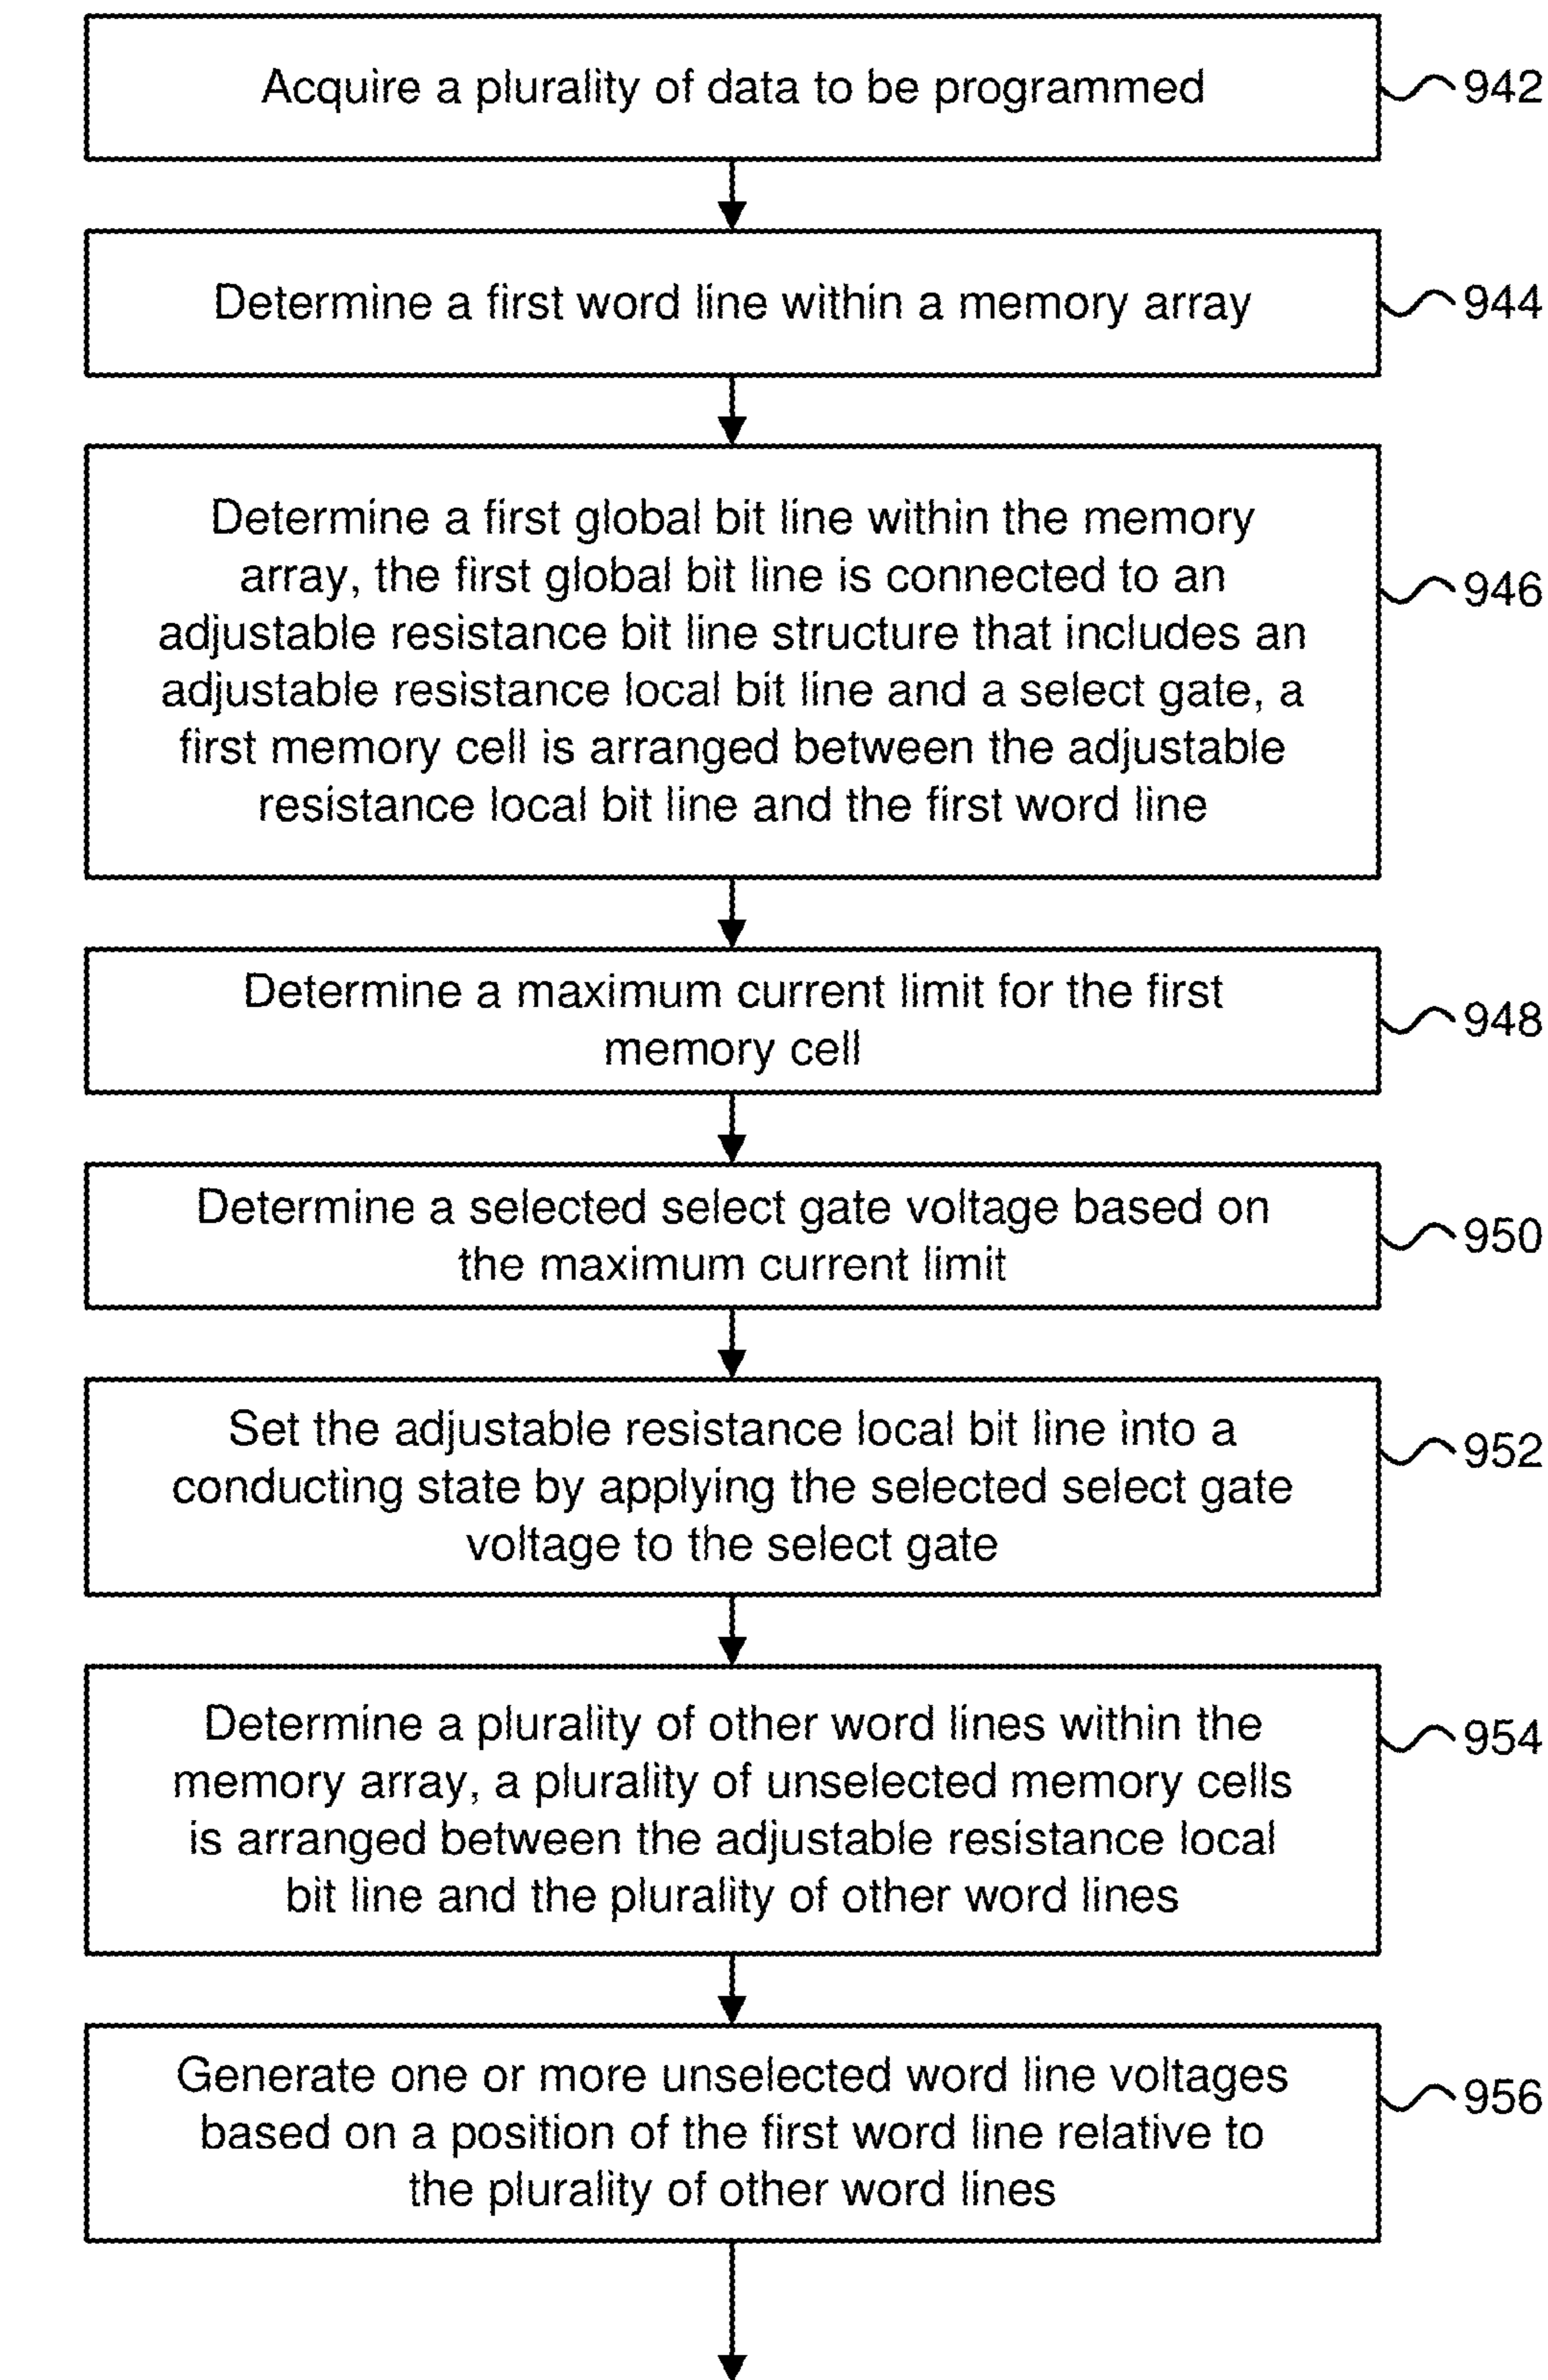 Acquire a plurality of data to be programmed
942
Determine a first word line within a memory array
944
Determine a first global bit line within the memory
array, the first global bit line is connected to an
adjustable resistance bit line structure that includes an
adjustable resistance local bit line and a select gate, a
first memory cell is arranged between the adjustable
resistance local bit line and the first word line
946
Determine a maximum current limit for the first
memory cell
948
Determine a selected select gate voltage based on
the maximum current limit
950
Set the adjustable resistance local bit line into a
conducting state by applying the selected select gate
voltage to the select gate
952
Determine a plurality of other word lines within the
memory array, a plurality of unselected memory cells
is arranged between the adjustable resistance local
bit line and the plurality of other word lines
954
Generate one or more unselected word line voltages
based on a position of the first word line relative to
the plurality of other word lines
956